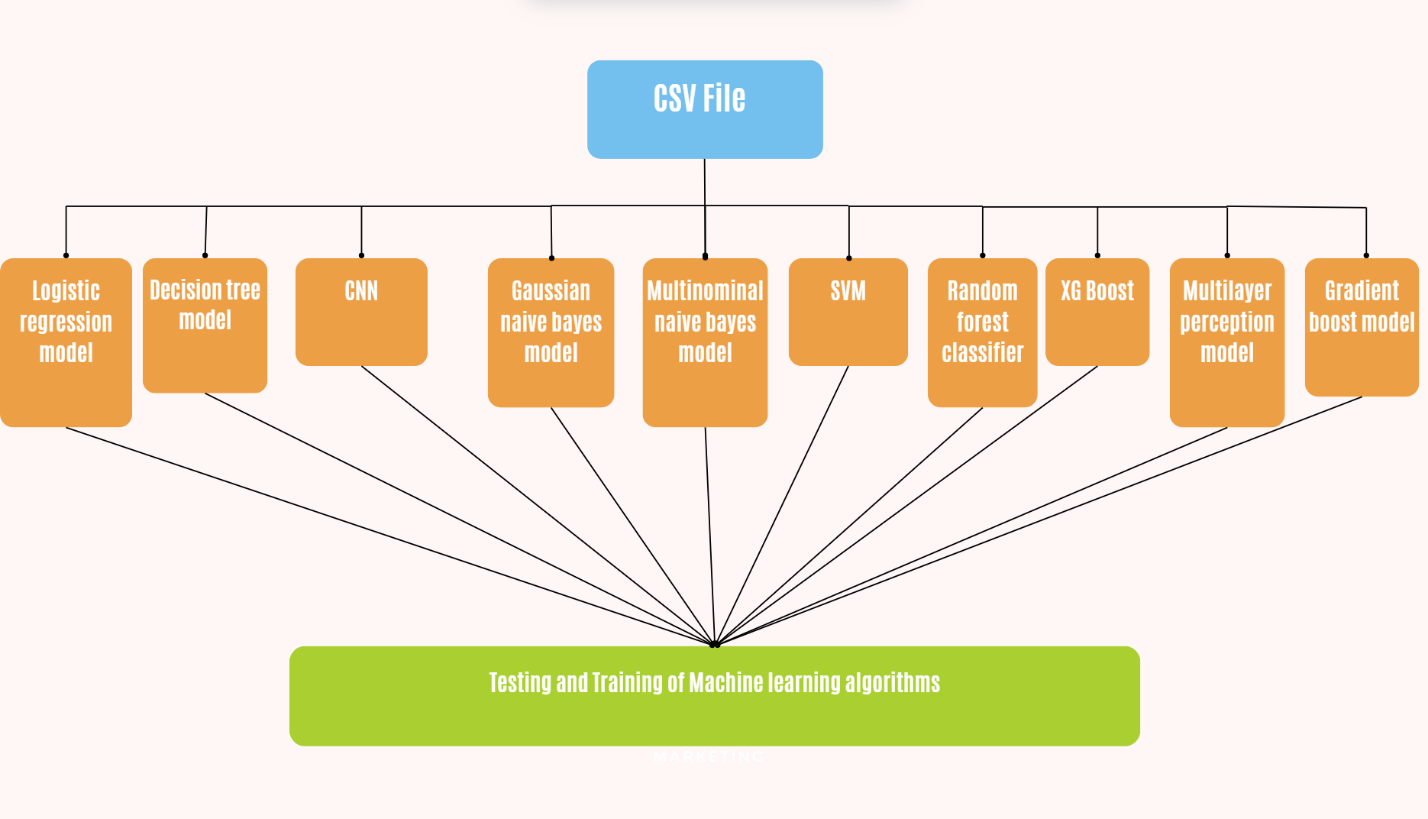 CSV File
Logistic
regression
model
Decision tree
model
CNN
Gaussian
naive bayes
model
Multinominal
naive bayes
model
SVM
Random
forest
classifier
XG Boost
Multilayer
perception
model
Gradient
boost model
Testing and Training of Machine learning algorithms
MARKETING